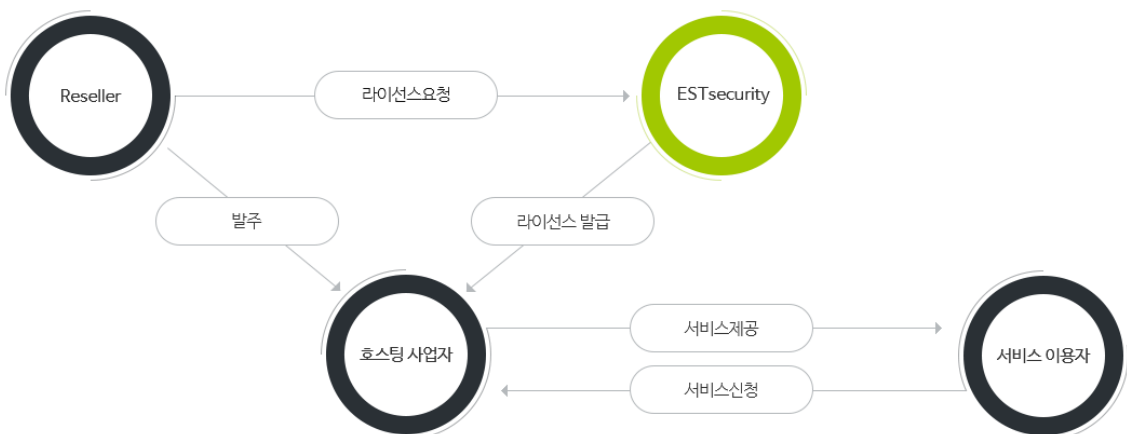 Reseller
라이선스요청
ESTsecurity
발주
라이선스 발급
호스팅 사업자
서비스제공
서비스신청
서비스 이용자